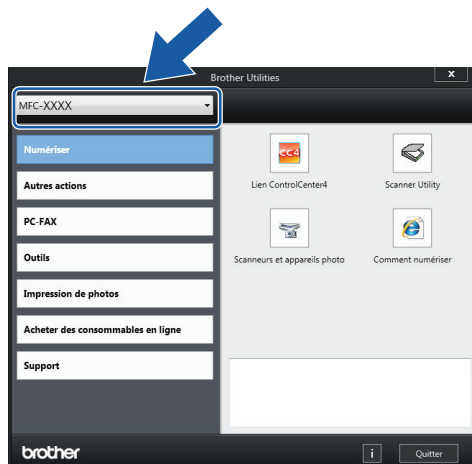 Brother Utilities
x
MFC-XXXX
Numériser
Autres actions
PC-FAX
Outils
Impression de photos
Acheter des consommables en ligne
Support
CC4
Lien ControlCenter4
Scanner Utility
Scanneurs et appareils photo
Comment numériser
brother
i
Quitter